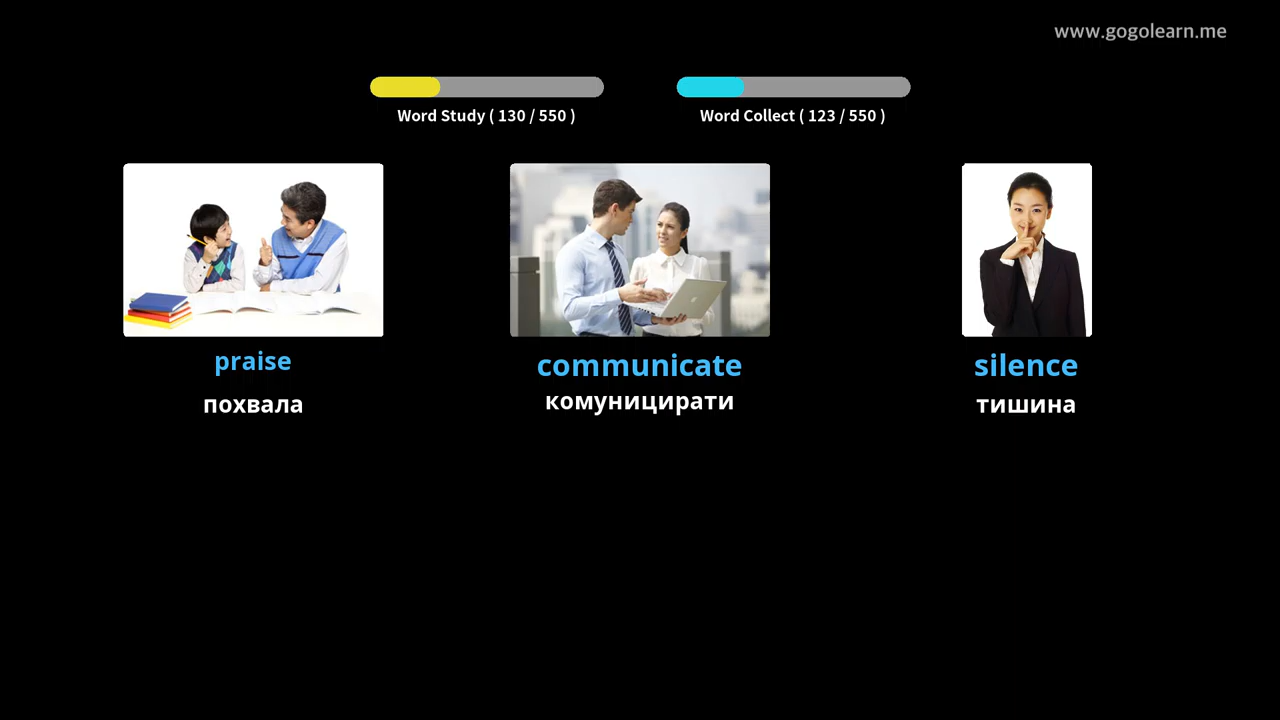 www.gogolearn.me
Word Study ( 130 / 550 )
Word Collect ( 123 / 550 )
praise
communicate
silence
похвала
комуницирати
тишина